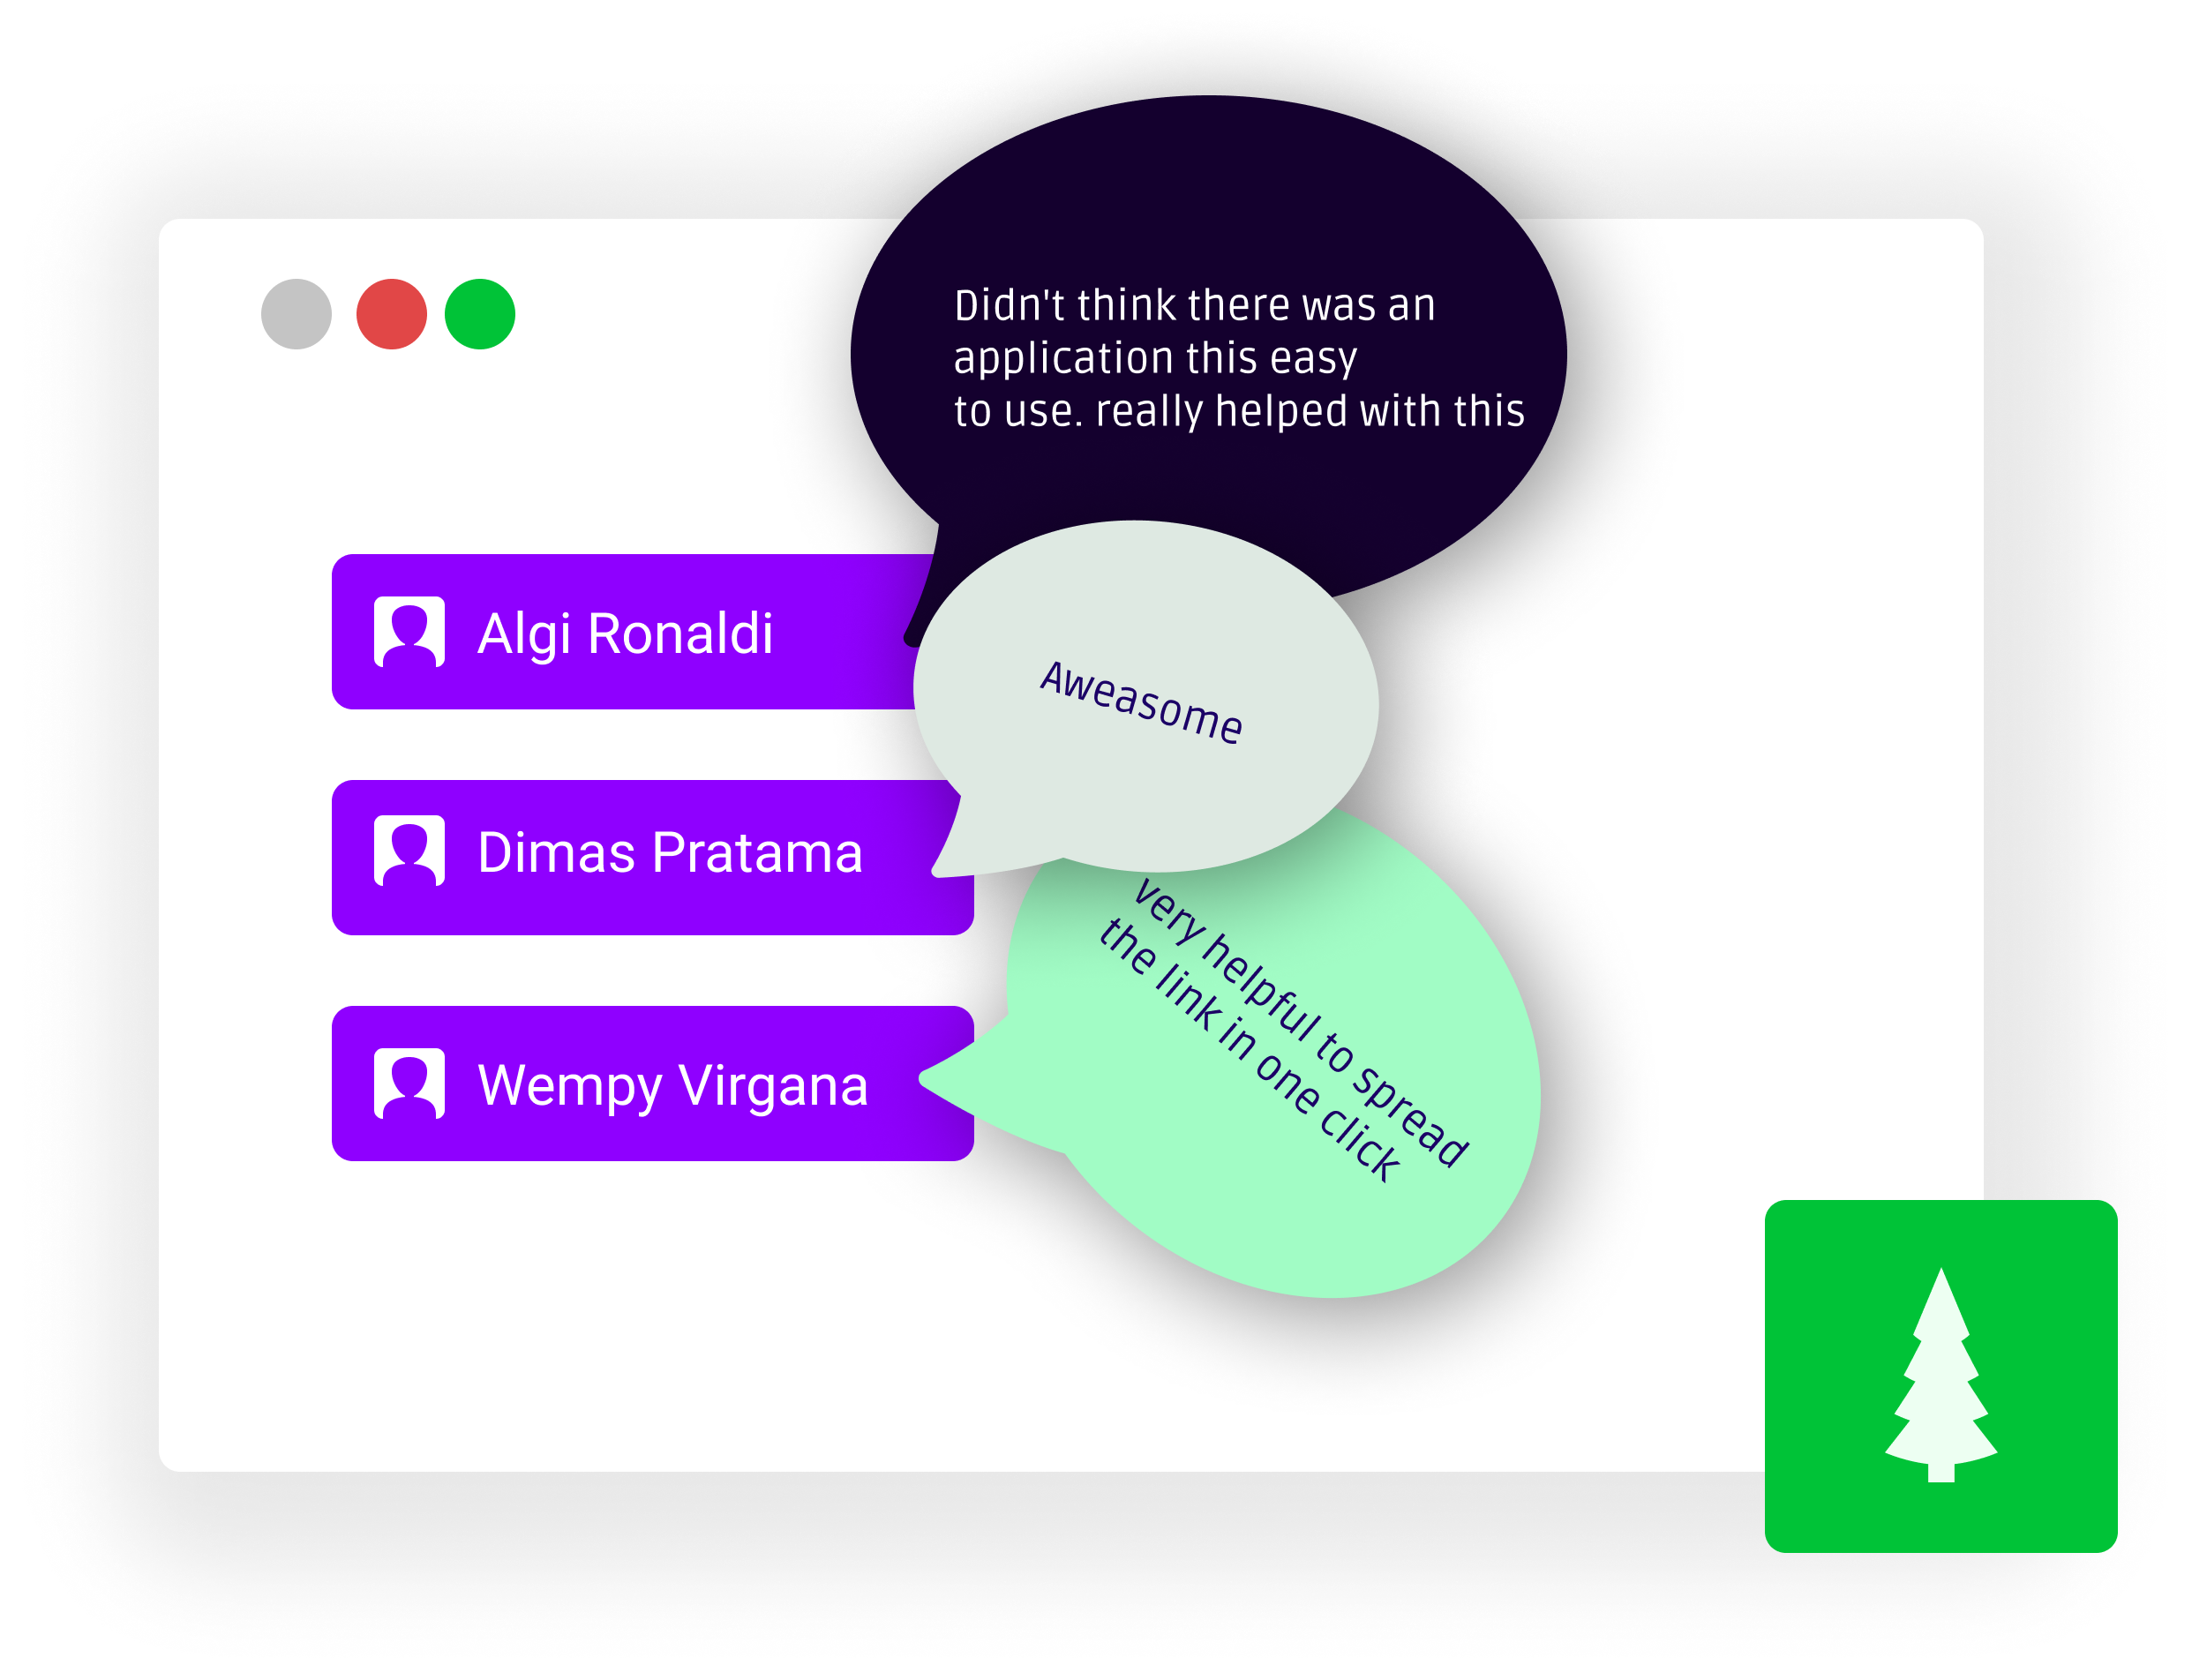 Didn't think there was an
application this easy
to use. really helped with this
Algi Ronaldi
Aweasome
Dimas Pratama
very helpful to spread
the link in one click
Wempy Virgana